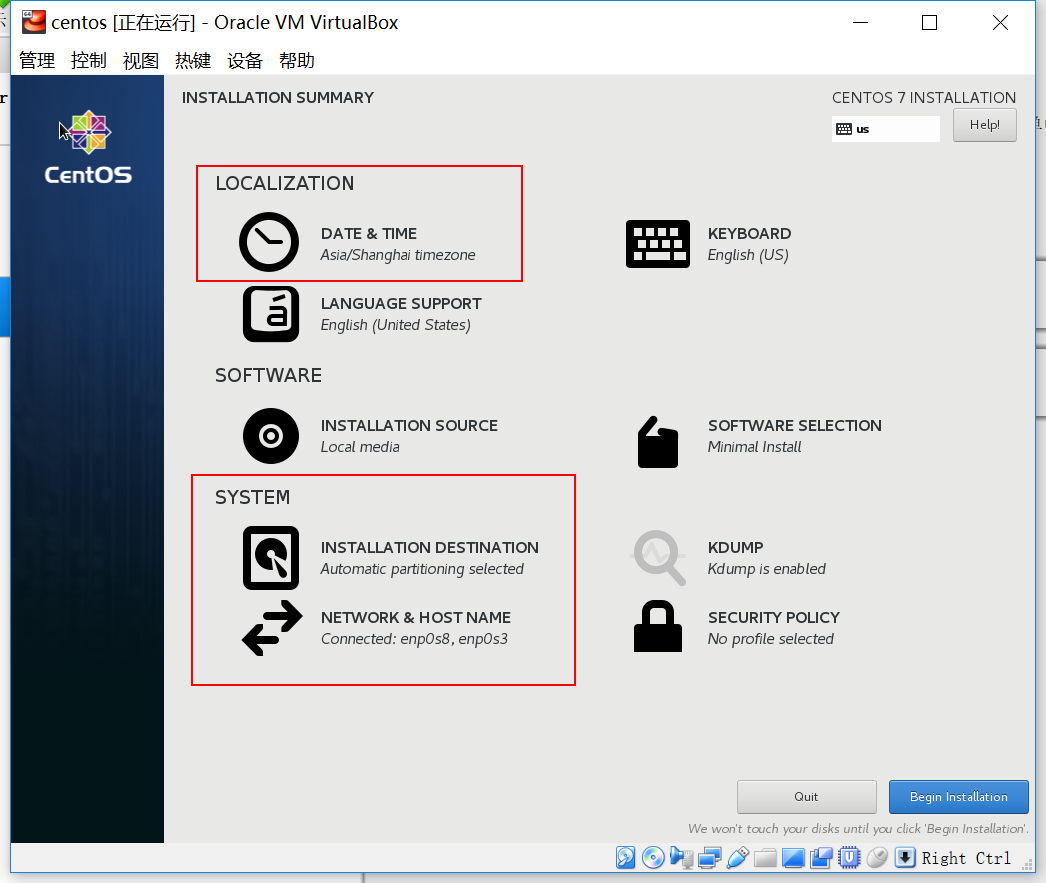 centos [正在运行] - Oracle VM VirtualBox
管理 控制 视图 热键 设备 帮助
CentOS
INSTALLATION SUMMARY
CENTOS 7 INSTALLATION
us
Help!
LOCALIZATION
DATE & TIME
Asia/Shanghai timezone
KEYBOARD
English (US)
LANGUAGE SUPPORT
English (United States)
SOFTWARE
INSTALLATION SOURCE
Local media
SOFTWARE SELECTION
Minimal Install
SYSTEM
INSTALLATION DESTINATION
Automatic partitioning selected
KDUMP
Kdump is enabled
NETWORK & HOST NAME
Connected: enp0s8, enp0s3
SECURITY POLICY
No profile selected
Quit
Begin Installation
We won't touch your disks until you click 'Begin Installation'.
Right Ctrl